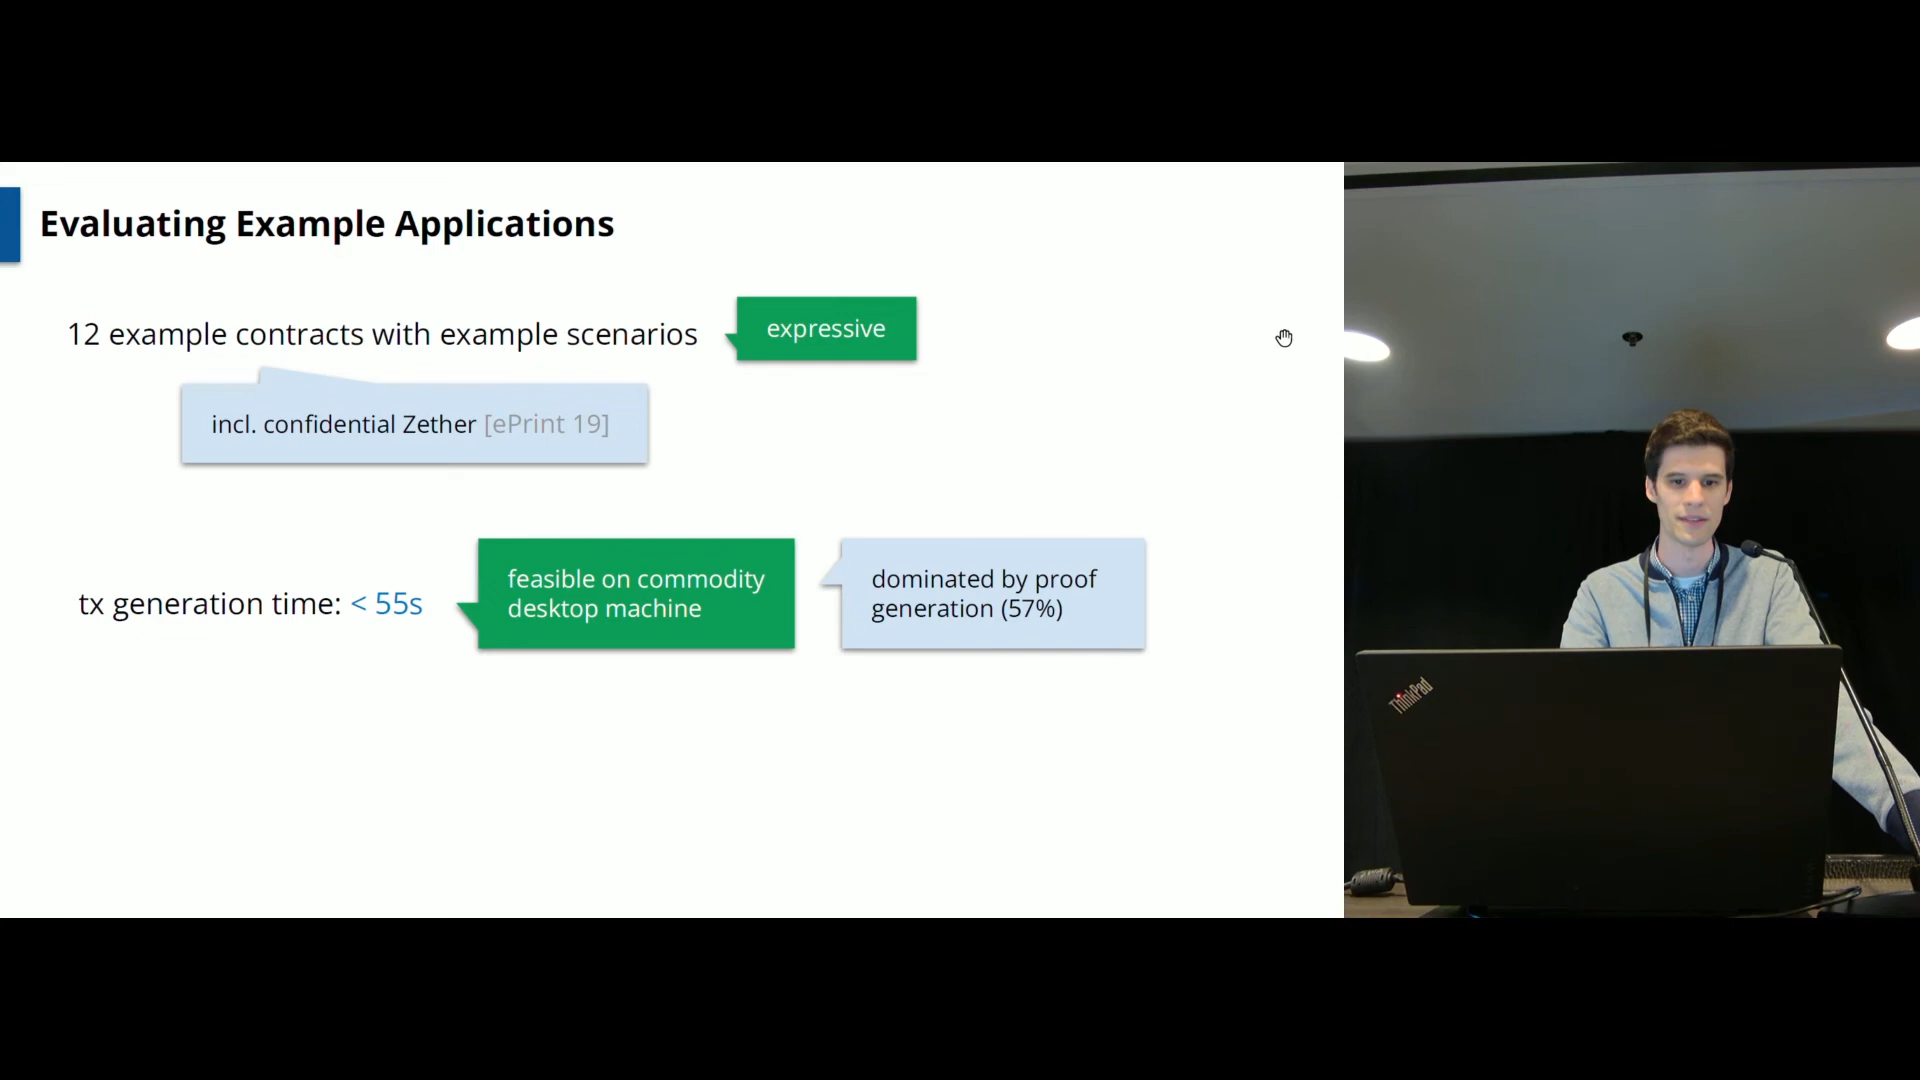 Evaluating Example Applications
12 example contracts with example scenarios
expressive
incl. confidential Zether [ePrint 19]
tx generation time: < 55s
feasible on commodity
desktop machine
dominated by proof
generation (57%)
ThinkPad